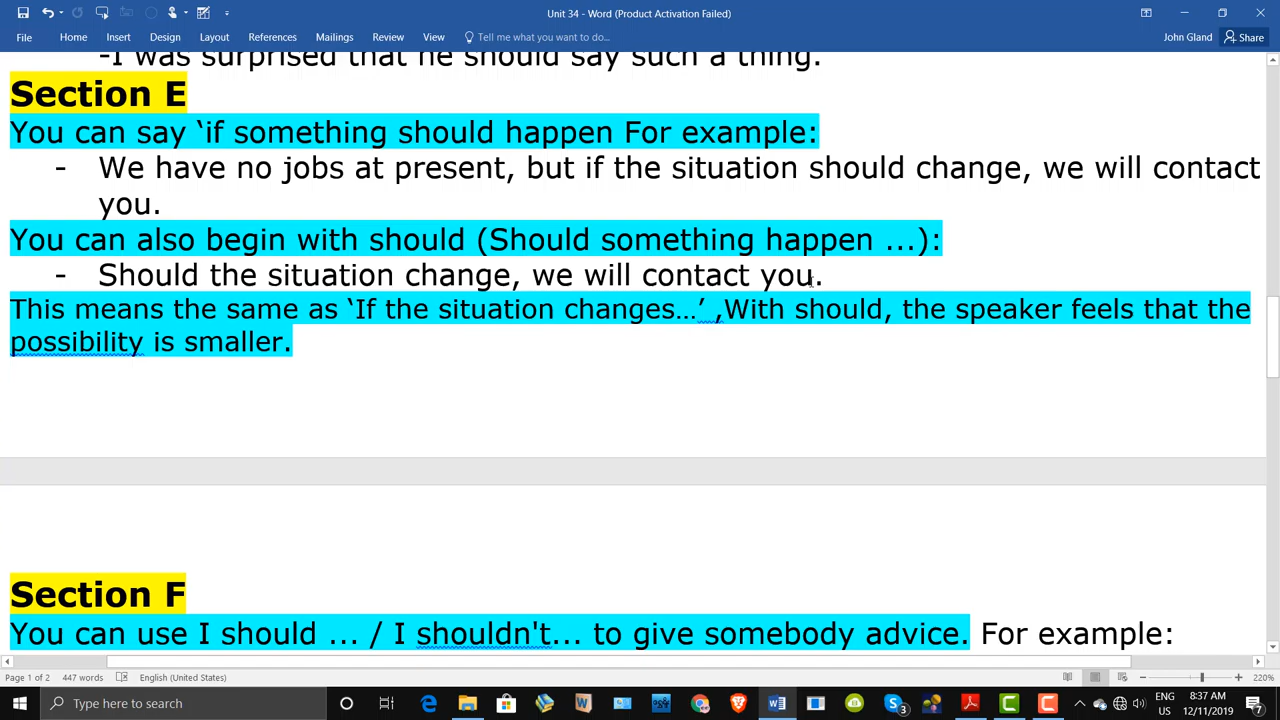 Unit 34 - Word (Product Activation Failed)
File Home Insert Design Layout References Mailings Review View Tell me what you want to do... John Gland Share
-I was surprised that he should say such a thing.
Section E
You can say ‘if something should happen For example:
- We have no jobs at present, but if the situation should change, we will contact
you.
You can also begin with should (Should something happen ...):
- Should the situation change, we will contact you.
This means the same as ‘If the situation changes…’ ,With should, the speaker feels that the
possibility is smaller.
Section F
You can use I should ... / I shouldn't... to give somebody advice. For example:
Page 1 of 2 447 words English (United States) 220%
Type here to search
ENG
US
8:37 AM
12/11/2019